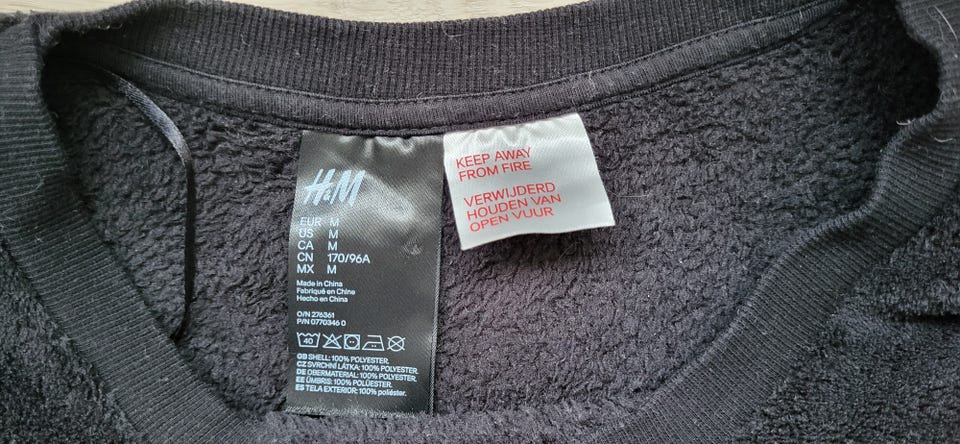 H&M
EUR M
US M
CA M
CN 170/96A
MX M
Made in China
Fabriqué en Chine
Hecho en China
O/N 276361
P/N 0770346 0
40
GB SHELL: 100% POLYESTER.
CZ SVRCHNÍ LÁTKA: 100% POLYESTER.
DE OBERMATERIAL: 100% POLYESTER.
EE ÜMBRIS: 100% POLÜESTER.
ES TELA EXTERIOR: 100% poliéster.
KEEP AWAY
FROM FIRE
VERWIJDERD
HOUDEN VAN
OPEN VUUR